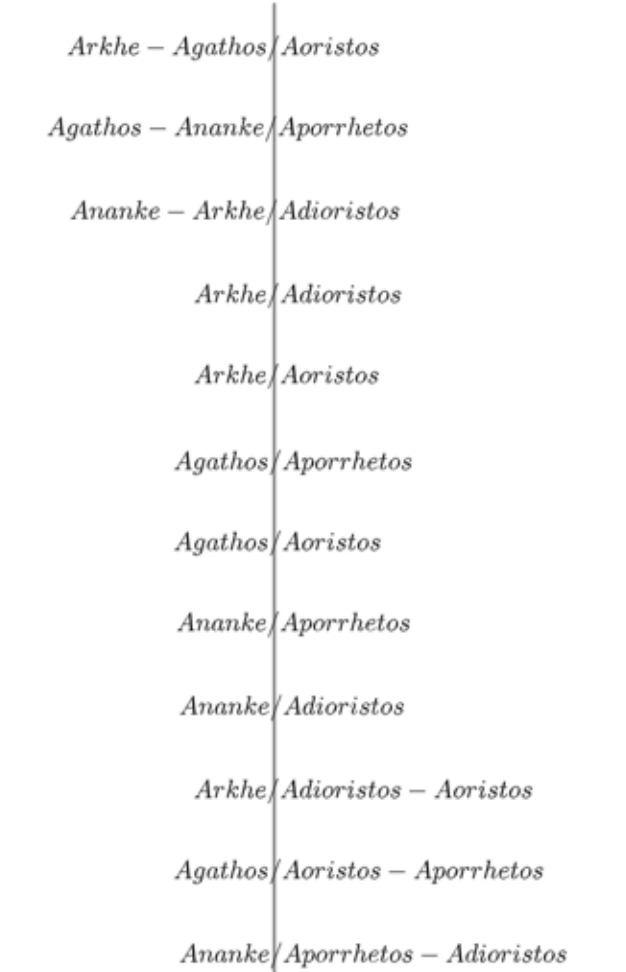 Arkhe – Agathos/Aoristos
Agathos – Ananke/Aporrhetos
Ananke – Arkhe/Adioristos
Arkhe/Adioristos
Arkhe/Aoristos
Agathos/Aporrhetos
Agathos/Aoristos
Ananke/Aporrhetos
Ananke/Adioristos
Arkhe/Adioristos – Aoristos
Agathos/Aoristos – Aporrhetos
Ananke/Aporrhetos – Adioristos